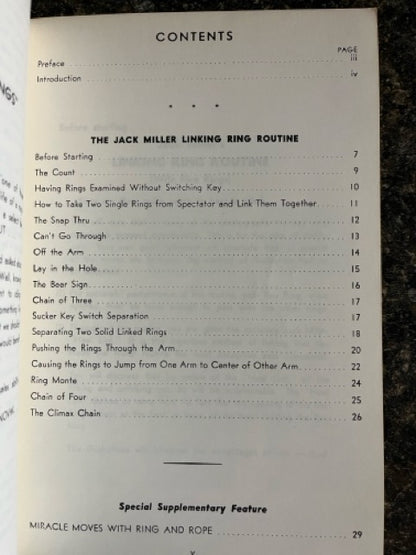 CONTENTS
PAGE
Preface iii
Introduction iv
* * *
THE JACK MILLER LINKING RING ROUTINE
Before Starting 7
The Count 9
Having Rings Examined Without Switching Key 10
How to Take Two Single Rings from Spectator and Link Them Together 11
The Snap Thru 12
Can't Go Through 13
Off the Arm 14
Lay in the Hole 15
The Beer Sign 16
Chain of Three 17
Sucker Key Switch Separation 17
Separating Two Solid Linked Rings 18
Pushing the Rings Through the Arm 20
Causing the Rings to Jump from One Arm to Center of Other Arm 22
Ring Monte 24
Chain of Four 25
The Climax Chain 26
Special Supplementary Feature
MIRACLE MOVES WITH RING AND ROPE 29
v